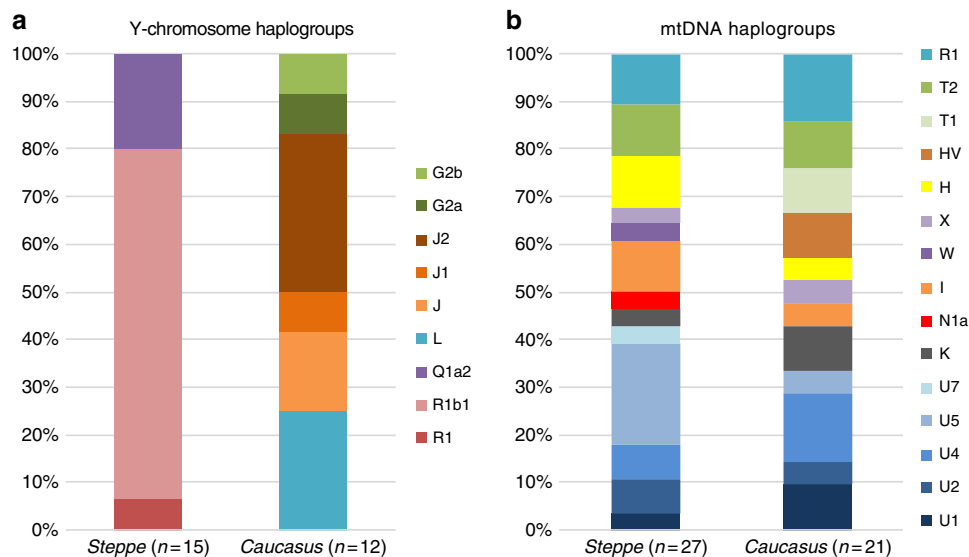 a
Y-chromosome haplogroups
100%
90%
80%
70%
60%
50%
40%
30%
20%
10%
0%
Steppe (n=15)
Caucasus (n=12)
G2b
G2a
J2
J1
J
L
Q1a2
R1b1
R1
b
mtDNA haplogroups
100%
90%
80%
70%
60%
50%
40%
30%
20%
10%
0%
Steppe (n=27)
Caucasus (n=21)
R1
T2
T1
HV
H
X
W
I
N1a
K
U7
U5
U4
U2
U1